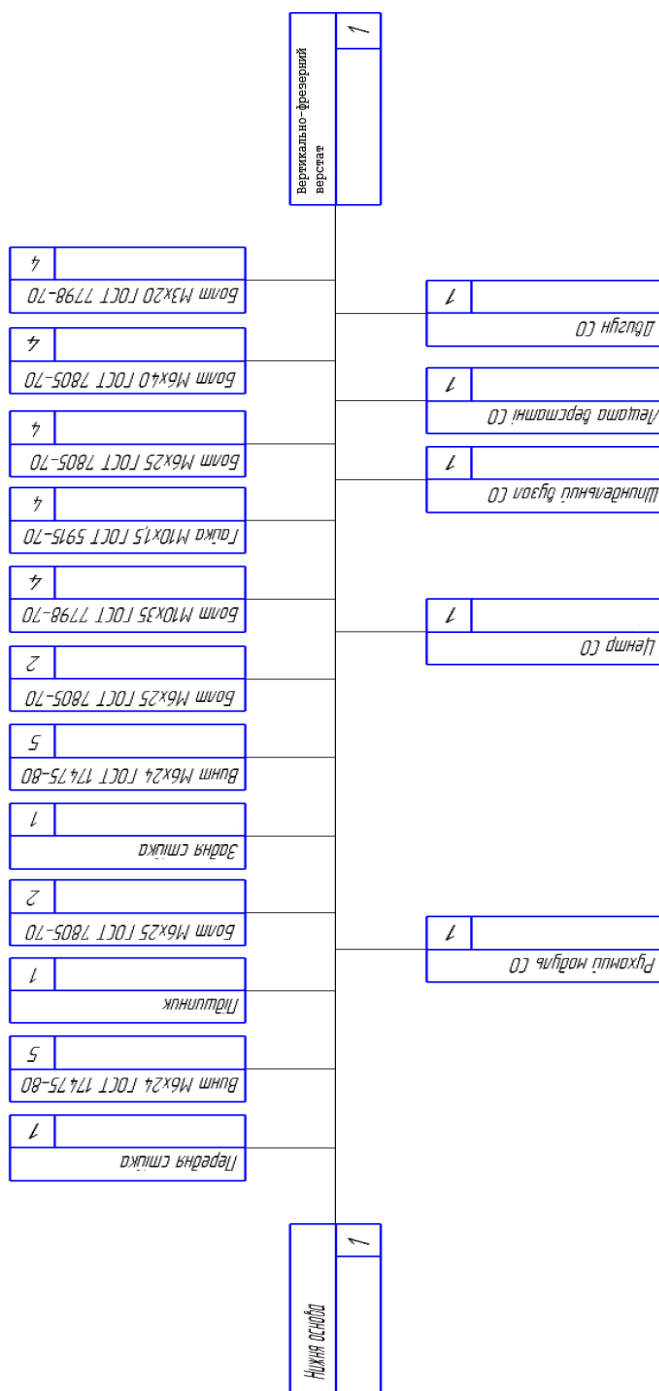 Вертикально-фрезерний
верстат
1
4
Болт М3х20 ГОСТ 7798-70
4
Болт М6х40 ГОСТ 7805-70
4
Болт М6х25 ГОСТ 7805-70
4
Гайка М10х1,5 ГОСТ 5915-70
4
Болт М10х35 ГОСТ 7798-70
2
Болт М6х25 ГОСТ 7805-70
5
Винт М6х24 ГОСТ 17475-80
1
Задня стійка
2
Болт М6х25 ГОСТ 7805-70
1
Підшипник
5
Винт М6х24 ГОСТ 17475-80
1
Передня стійка
1
Двигун СО
1
Лещата верстатні СО
1
Шпиндельний вузол СО
1
Центр СО
1
Рухомий модуль СО
Нижня основа
1